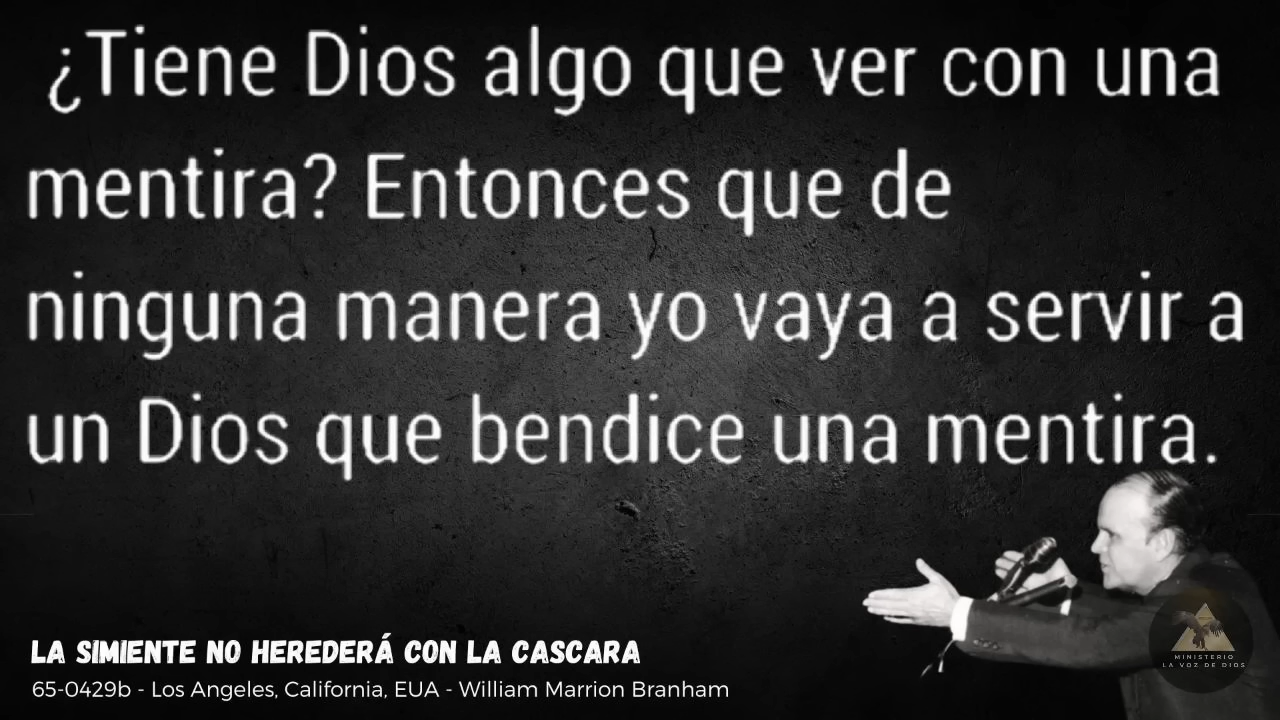 ¿Tiene Dios algo que ver con una
mentira? Entonces que de
ninguna manera yo vaya a servir a
un Dios que bendice una mentira.
LA SIMIENTE NO HEREDERÁ CON LA CASCARA
65-0429b - Los Angeles, California, EUA - William Marrion Branham
MINISTERIO
LA VOZ DE DIOS